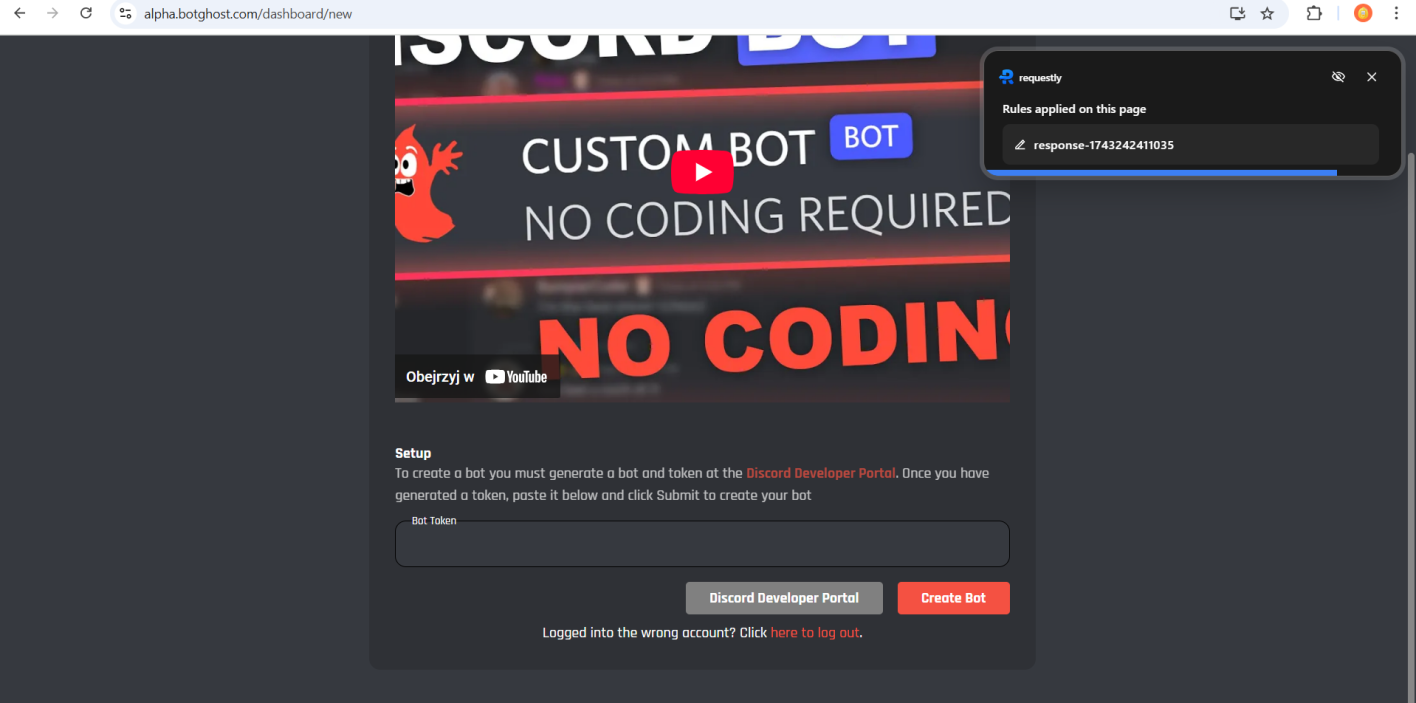 alpha.botghost.com/dashboard/new
requestly
Rules applied on this page
response-1743242411035
DISCORD BOT
CUSTOM BOT BOT
NO CODING REQUIRED
NO CODING
Obejrzyj w YouTube
Setup
To create a bot you must generate a bot and token at the Discord Developer Portal. Once you have
generated a token, paste it below and click Submit to create your bot
Bot Token
Discord Developer Portal
Create Bot
Logged into the wrong account? Click here to log out.